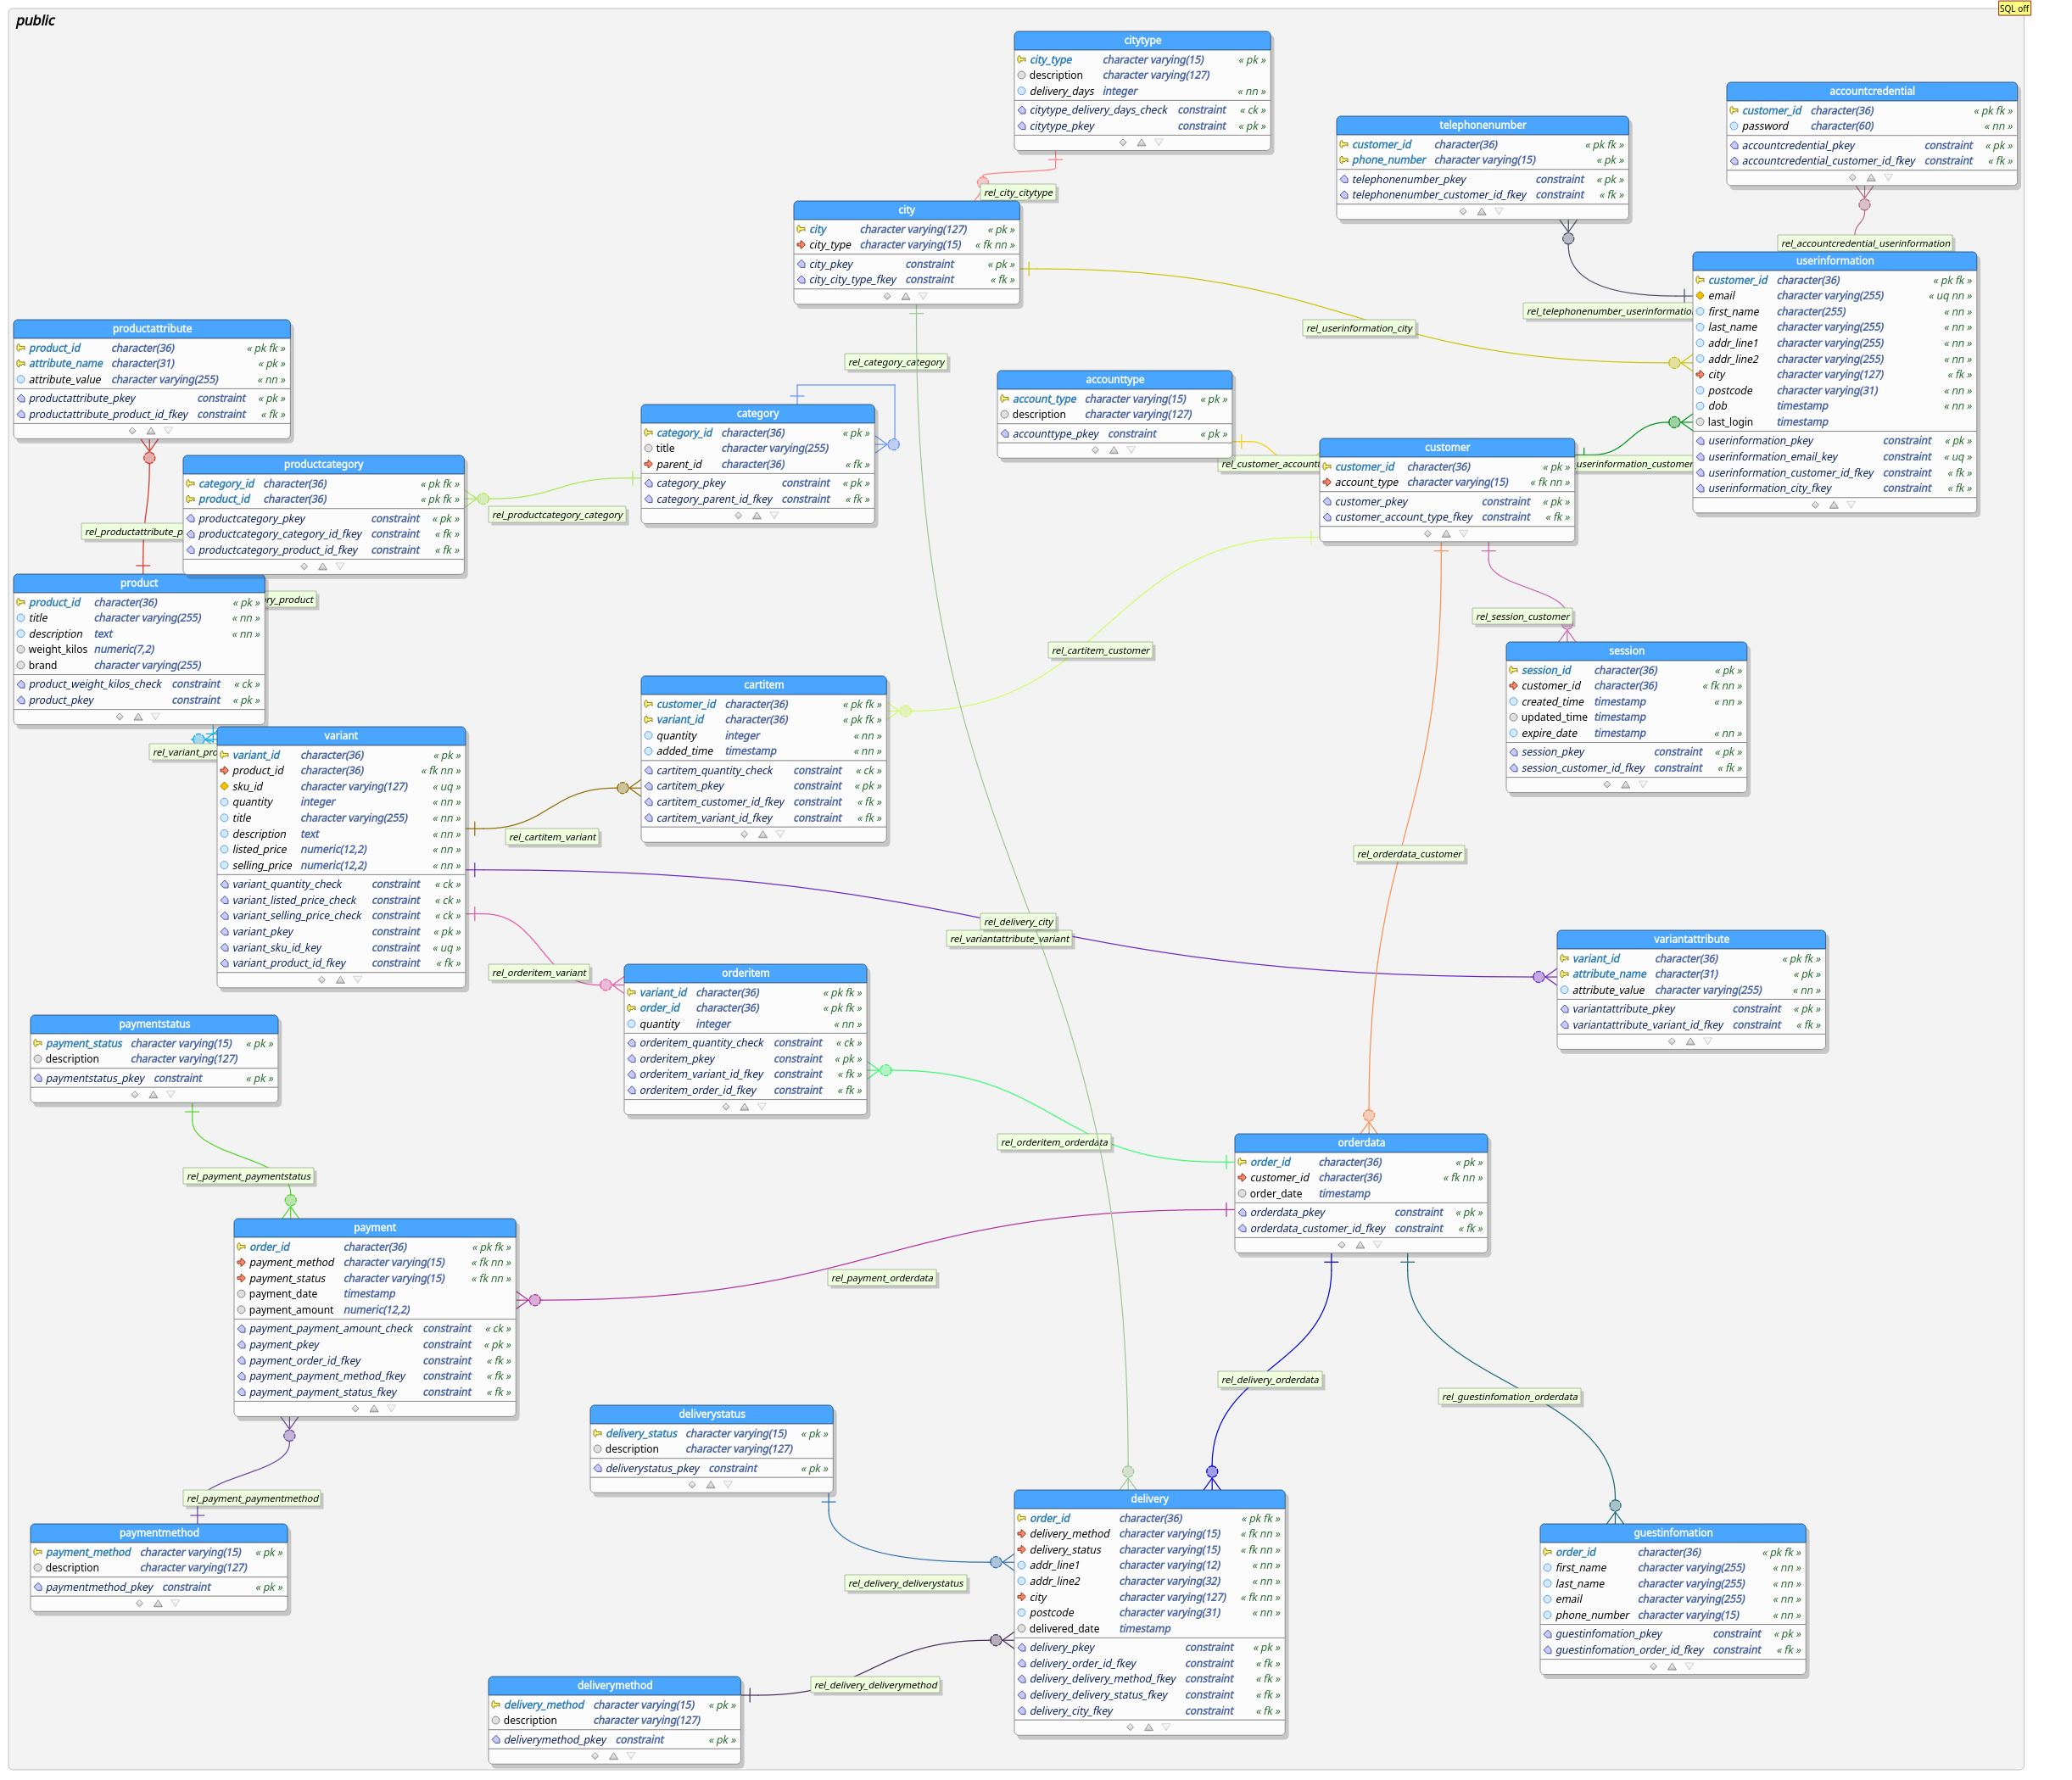 public
SQL off
citytype
city_type character varying(15) « pk »
description character varying(127)
delivery_days integer « nn »
citytype_delivery_days_check constraint « ck »
citytype_pkey constraint « pk »
accountcredential
customer_id character(36) « pk fk »
password character(60) « nn »
accountcredential_pkey constraint « pk »
accountcredential_customer_id_fkey constraint « fk »
telephonenumber
customer_id character(36) « pk fk »
phone_number character varying(15) « pk »
telephonenumber_pkey constraint « pk »
telephonenumber_customer_id_fkey constraint « fk »
rel_city_citytype
city
city character varying(127) « pk »
city_type character varying(15) « fk nn »
city_pkey constraint « pk »
city_city_type_fkey constraint « fk »
rel_accountcredential_userinformation
userinformation
customer_id character(36) « pk fk »
email character varying(255) « uq nn »
first_name character(255) « nn »
last_name character varying(255) « nn »
addr_line1 character varying(255) « nn »
addr_line2 character varying(255) « nn »
city character varying(127) « fk »
postcode character varying(31) « nn »
dob timestamp « nn »
last_login timestamp
userinformation_pkey constraint « pk »
userinformation_email_key constraint « uq »
userinformation_customer_id_fkey constraint « fk »
userinformation_city_fkey constraint « fk »
rel_telephonenumber_userinformatio
rel_userinformation_city
productattribute
product_id character(36) « pk fk »
attribute_name character(31) « pk »
attribute_value character varying(255) « nn »
productattribute_pkey constraint « pk »
productattribute_product_id_fkey constraint « fk »
rel_category_category
accounttype
account_type character varying(15) « pk »
description character varying(127)
accounttype_pkey constraint « pk »
category
category_id character(36) « pk »
title character varying(255)
parent_id character(36) « fk »
category_pkey constraint « pk »
category_parent_id_fkey constraint « fk »
rel_customer_accountt
customer
customer_id character(36) « pk »
account_type character varying(15) « fk nn »
customer_pkey constraint « pk »
customer_account_type_fkey constraint « fk »
userinformation_customer
productcategory
category_id character(36) « pk fk »
product_id character(36) « pk fk »
productcategory_pkey constraint « pk »
productcategory_category_id_fkey constraint « fk »
productcategory_product_id_fkey constraint « fk »
rel_productcategory_category
rel_productattribute_p
product
product_id character(36) « pk »
title character varying(255) « nn »
description text « nn »
weight_kilos numeric(7,2)
brand character varying(255)
product_weight_kilos_check constraint « ck »
product_pkey constraint « pk »
ry_product
rel_session_customer
rel_cartitem_customer
session
session_id character(36) « pk »
customer_id character(36) « fk nn »
created_time timestamp « nn »
updated_time timestamp
expire_date timestamp « nn »
session_pkey constraint « pk »
session_customer_id_fkey constraint « fk »
cartitem
customer_id character(36) « pk fk »
variant_id character(36) « pk fk »
quantity integer « nn »
added_time timestamp « nn »
cartitem_quantity_check constraint « ck »
cartitem_pkey constraint « pk »
cartitem_customer_id_fkey constraint « fk »
cartitem_variant_id_fkey constraint « fk »
rel_variant_pro
variant
variant_id character(36) « pk »
product_id character(36) « fk nn »
sku_id character varying(127) « uq »
quantity integer « nn »
title character varying(255) « nn »
description text « nn »
listed_price numeric(12,2) « nn »
selling_price numeric(12,2) « nn »
variant_quantity_check constraint « ck »
variant_listed_price_check constraint « ck »
variant_selling_price_check constraint « ck »
variant_pkey constraint « pk »
variant_sku_id_key constraint « uq »
variant_product_id_fkey constraint « fk »
rel_cartitem_variant
rel_orderdata_customer
rel_delivery_city
rel_variantattribute_variant
variantattribute
variant_id character(36) « pk fk »
attribute_name character(31) « pk »
attribute_value character varying(255) « nn »
variantattribute_pkey constraint « pk »
variantattribute_variant_id_fkey constraint « fk »
rel_orderitem_variant
orderitem
variant_id character(36) « pk fk »
order_id character(36) « pk fk »
quantity integer « nn »
orderitem_quantity_check constraint « ck »
orderitem_pkey constraint « pk »
orderitem_variant_id_fkey constraint « fk »
orderitem_order_id_fkey constraint « fk »
paymentstatus
payment_status character varying(15) « pk »
description character varying(127)
paymentstatus_pkey constraint « pk »
rel_orderitem_orderdata
orderdata
order_id character(36) « pk »
customer_id character(36) « fk nn »
order_date timestamp
orderdata_pkey constraint « pk »
orderdata_customer_id_fkey constraint « fk »
rel_payment_paymentstatus
payment
order_id character(36) « pk fk »
payment_method character varying(15) « fk nn »
payment_status character varying(15) « fk nn »
payment_date timestamp
payment_amount numeric(12,2)
payment_payment_amount_check constraint « ck »
payment_pkey constraint « pk »
payment_order_id_fkey constraint « fk »
payment_payment_method_fkey constraint « fk »
payment_payment_status_fkey constraint « fk »
rel_payment_orderdata
rel_delivery_orderdata
rel_guestinfomation_orderdata
deliverystatus
delivery_status character varying(15) « pk »
description character varying(127)
deliverystatus_pkey constraint « pk »
rel_payment_paymentmethod
paymentmethod
payment_method character varying(15) « pk »
description character varying(127)
paymentmethod_pkey constraint « pk »
delivery
order_id character(36) « pk fk »
delivery_method character varying(15) « fk nn »
delivery_status character varying(15) « fk nn »
addr_line1 character varying(12) « nn »
addr_line2 character varying(32) « nn »
city character varying(127) « fk nn »
postcode character varying(31) « nn »
delivered_date timestamp
delivery_pkey constraint « pk »
delivery_order_id_fkey constraint « fk »
delivery_delivery_method_fkey constraint « fk »
delivery_delivery_status_fkey constraint « fk »
delivery_city_fkey constraint « fk »
rel_delivery_deliverystatus
guestinfomation
order_id character(36) « pk fk »
first_name character varying(255) « nn »
last_name character varying(255) « nn »
email character varying(255) « nn »
phone_number character varying(15) « nn »
guestinfomation_pkey constraint « pk »
guestinfomation_order_id_fkey constraint « fk »
rel_delivery_deliverymethod
deliverymethod
delivery_method character varying(15) « pk »
description character varying(127)
deliverymethod_pkey constraint « pk »